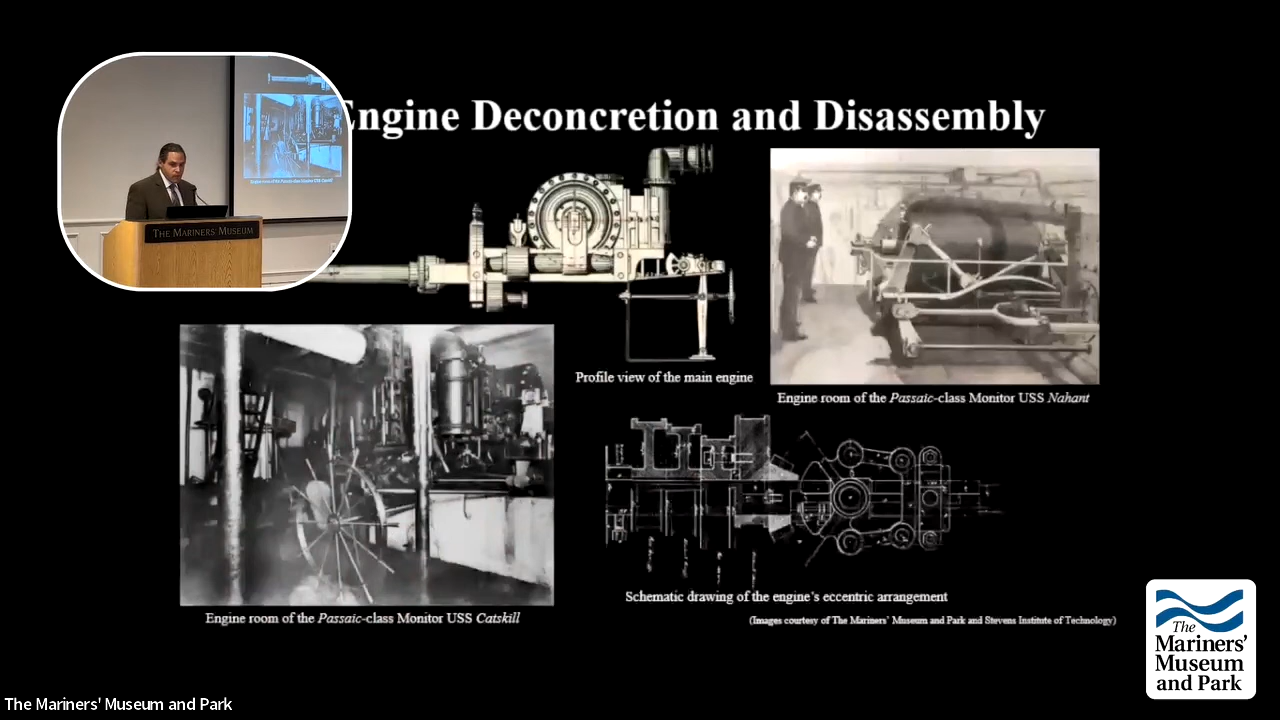 Engine Deconcretion and Disassembly
THE MARINERS' MUSEUM
Profile view of the main engine
Engine room of the Passaic-class Monitor USS Nahant
Engine room of the Passaic-class Monitor USS Catskill
Schematic drawing of the engine's eccentric arrangement
(Images courtesy of The Mariners' Museum and Park and Stevens Institute of Technology)
The
Mariners'
Museum
and Park
The Mariners' Museum and Park